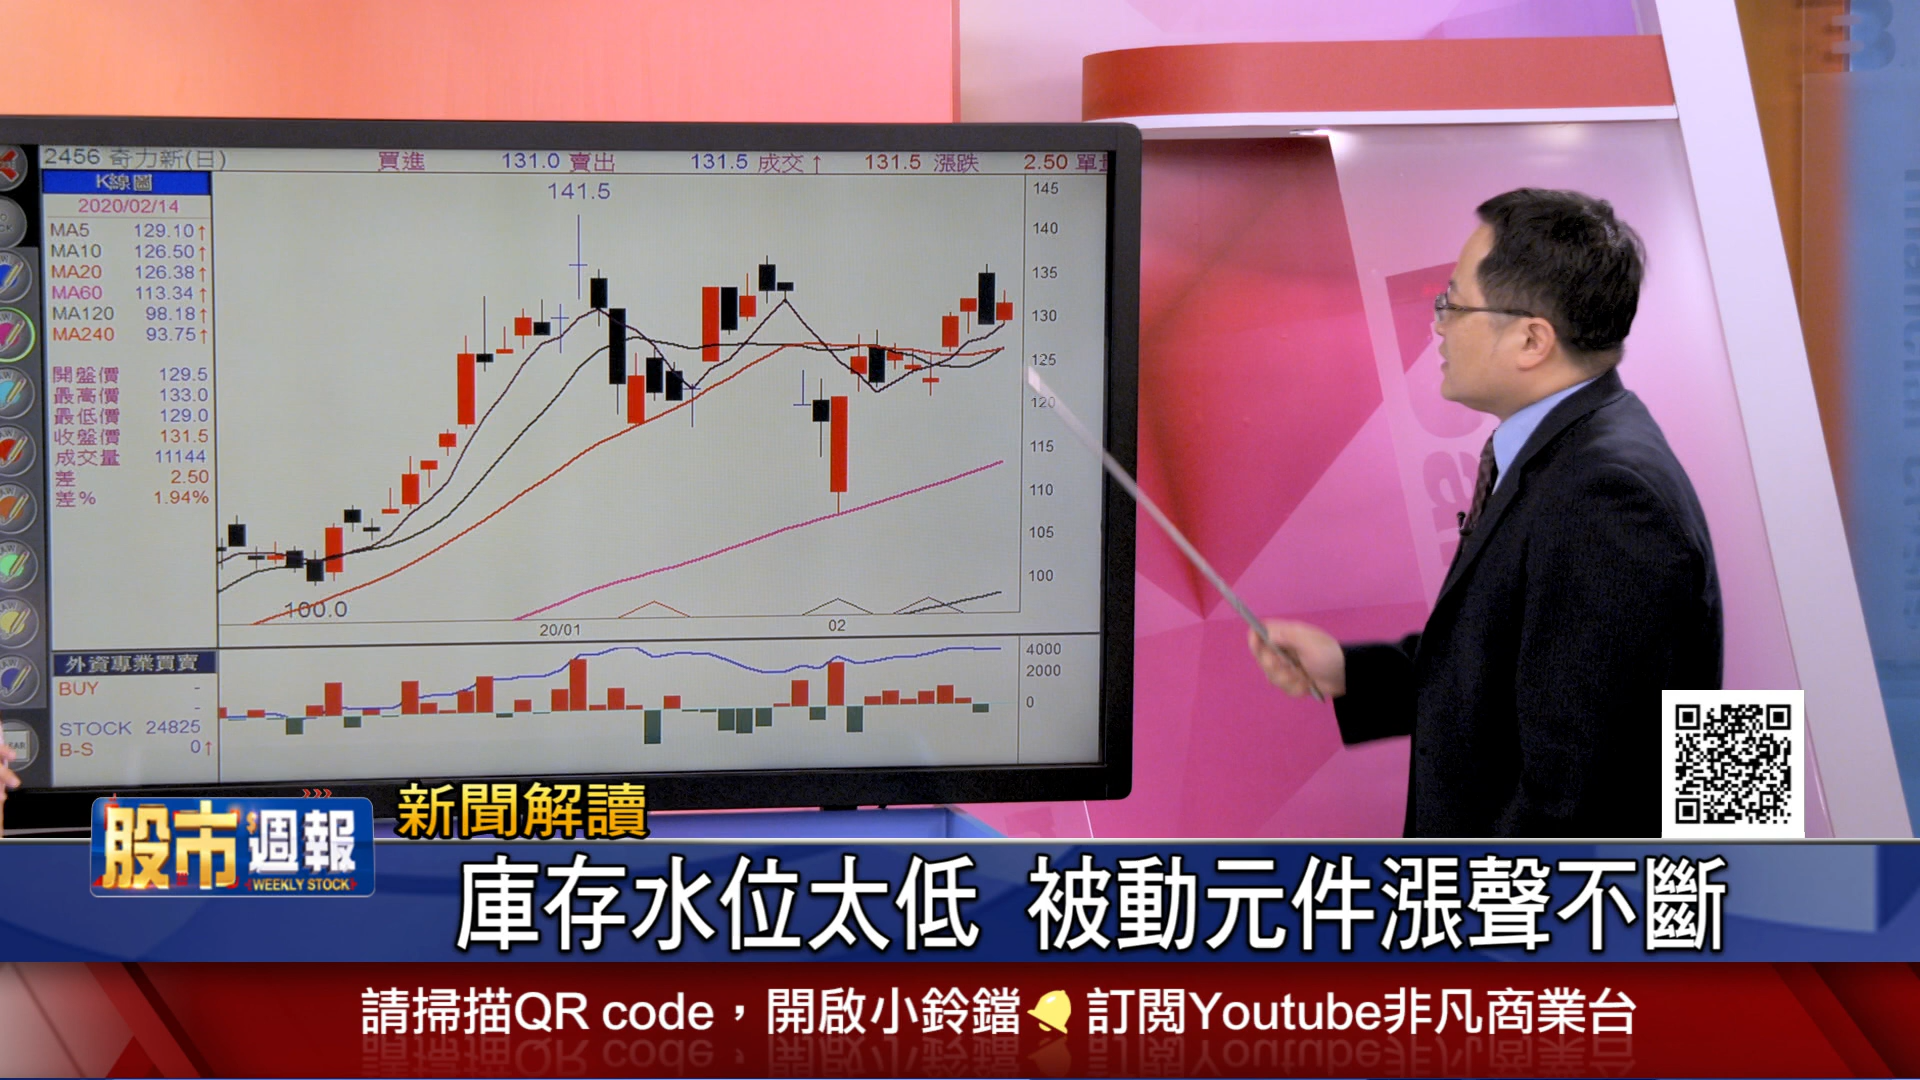 2456 奇力新(日) 買進 131.0 賣出 131.5 成交↑ 131.5 漲跌 2.50 單量
K線圖
2020/02/14
MA5 129.10↑
MA10 126.50↑
MA20 126.38↑
MA60 113.34↑
MA120 98.18↑
MA240 93.75↑
開盤價 129.5
最高價 133.0
最低價 129.0
收盤價 131.5
成交量 11144
差 2.50
差% 1.94%
141.5
100.0
145
140
135
130
125
120
115
110
105
100
20/01 02
外資專業買賣
BUY -
-
STOCK 24825
B-S 0↑
4000
2000
0
股市週報
WEEKLY STOCK
新聞解讀
庫存水位太低 被動元件漲聲不斷
請掃描QR code，開啟小鈴鐺🔔訂閱Youtube非凡商業台